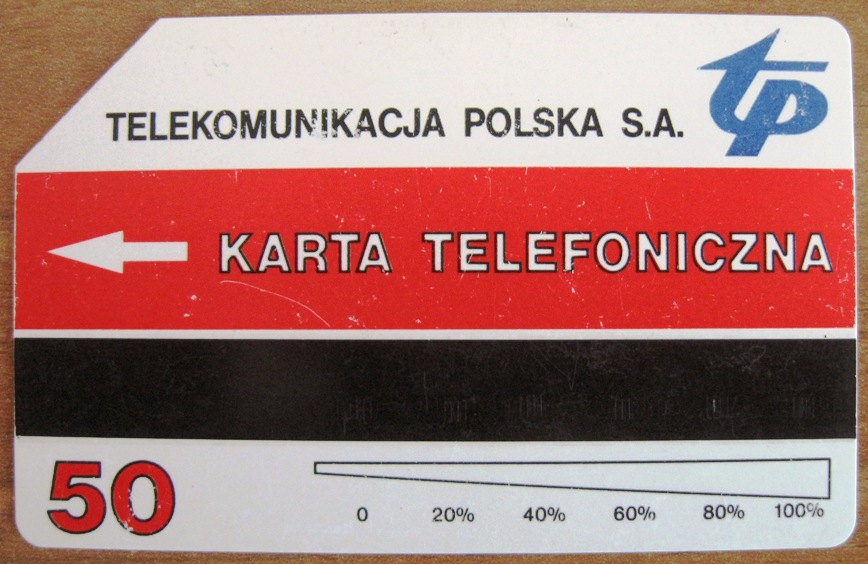 tp
TELEKOMUNIKACJA POLSKA S.A.
KARTA TELEFONICZNA
50
0 20% 40% 60% 80% 100%